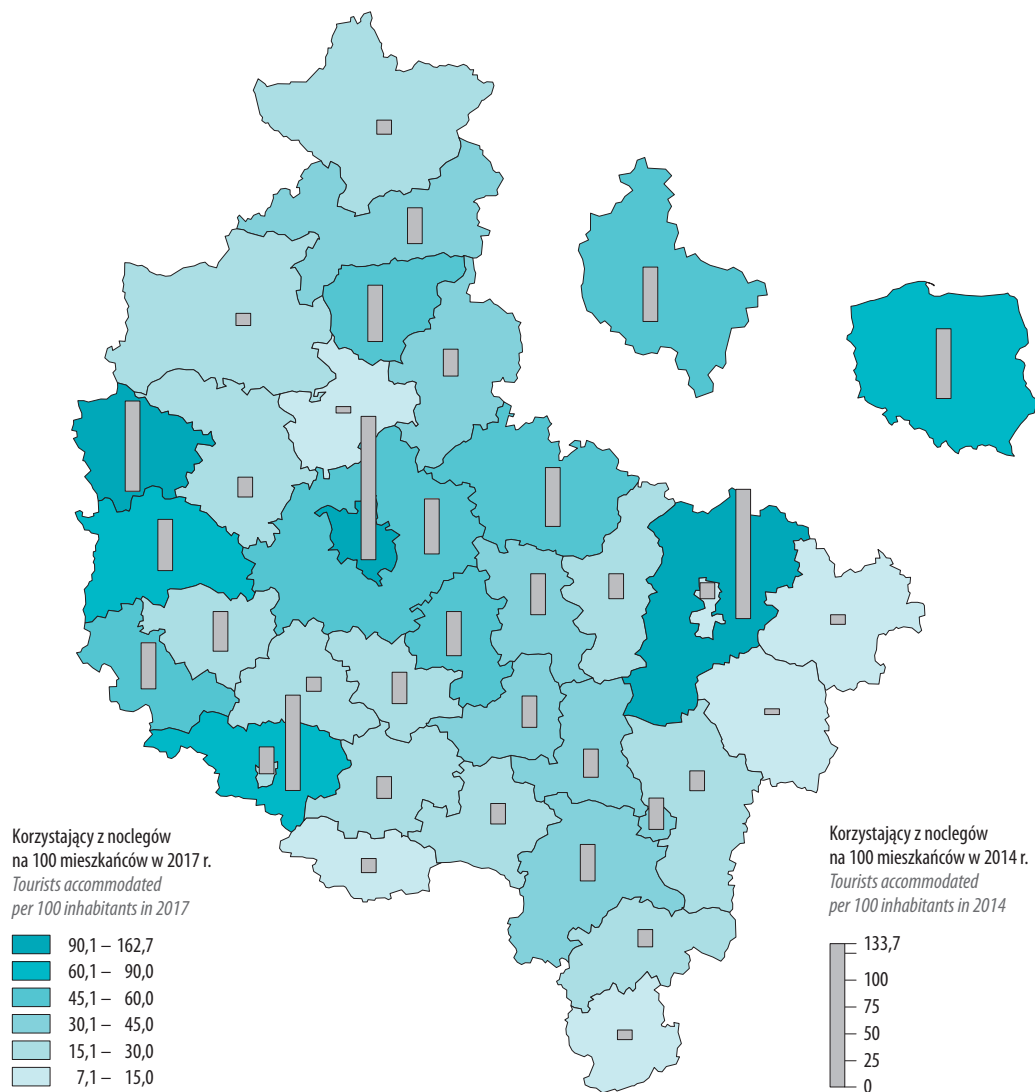 Korzystający z noclegów
na 100 mieszkańców w 2017 r.
Tourists accommodated
per 100 inhabitants in 2017
90,1 – 162,7
60,1 – 90,0
45,1 – 60,0
30,1 – 45,0
15,1 – 30,0
7,1 – 15,0
Korzystający z noclegów
na 100 mieszkańców w 2014 r.
Tourists accommodated
per 100 inhabitants in 2014
133,7
100
75
50
25
0